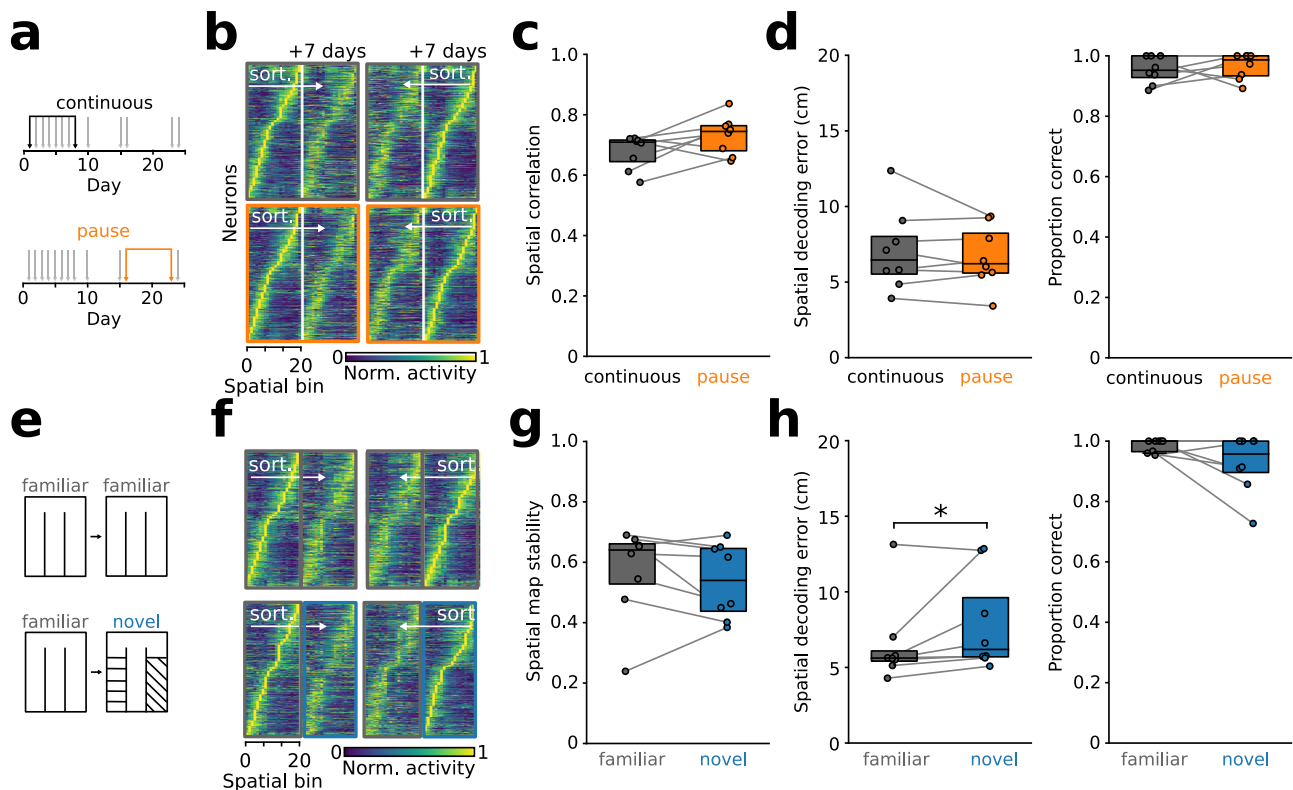 a
continuous
0 10 20
Day
pause
0 10 20
Day
b
+7 days +7 days
sort. sort.
Neurons
sort. sort.
0 20
Spatial bin
0 1
Norm. activity
c
Spatial correlation
1.0
0.8
0.6
0.4
0.2
0
continuous pause
d
Spatial decoding error (cm)
20
15
10
5
0
continuous pause
Proportion correct
1.0
0.8
0.6
0.4
0.2
0
continuous pause
e
familiar familiar
familiar novel
f
sort. sort.
sort. sort.
0 20
Spatial bin
0 1
Norm. activity
g
Spatial map stability
1.0
0.8
0.6
0.4
0.2
0
familiar novel
h
Spatial decoding error (cm)
20
15
10
5
0
*
familiar novel
Proportion correct
1.0
0.8
0.6
0.4
0.2
0
familiar novel